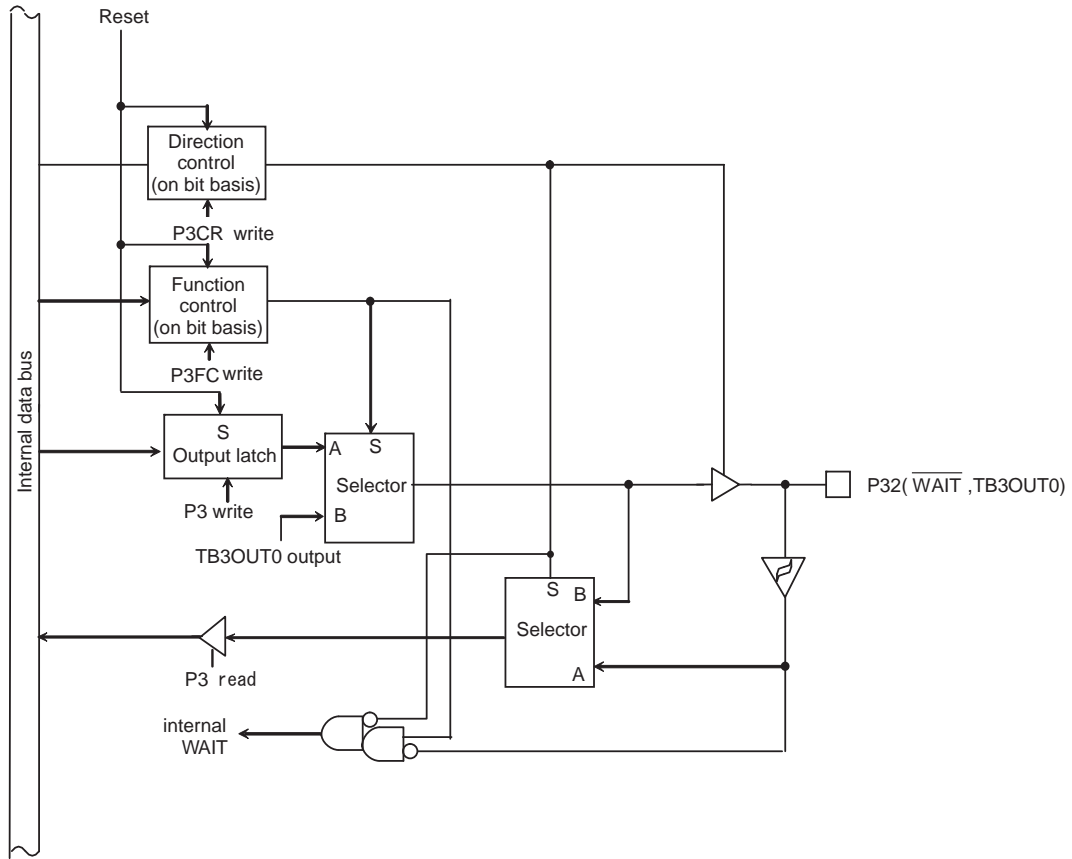 Reset
Direction
control
(on bit basis)
P3CR write
Function
control
(on bit basis)
P3FC write
Internal data bus
S
Output latch
A
S
Selector
B
P3 write
TB3OUT0 output
P32( WAIT ,TB3OUT0)
S
B
Selector
A
P3 read
internal
WAIT